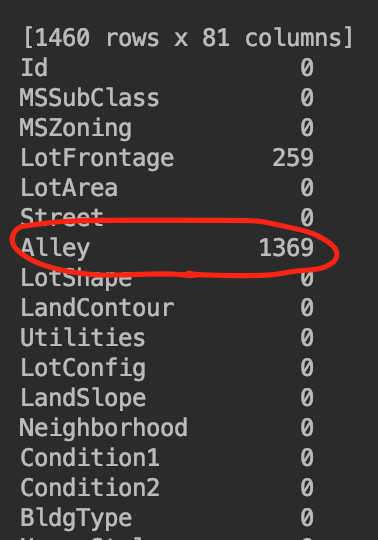 [1460 rows x 81 columns]
Id 0
MSSubClass 0
MSZoning 0
LotFrontage 259
LotArea 0
Street 0
Alley 1369
LotShape 0
LandContour 0
Utilities 0
LotConfig 0
LandSlope 0
Neighborhood 0
Condition1 0
Condition2 0
BldgType 0